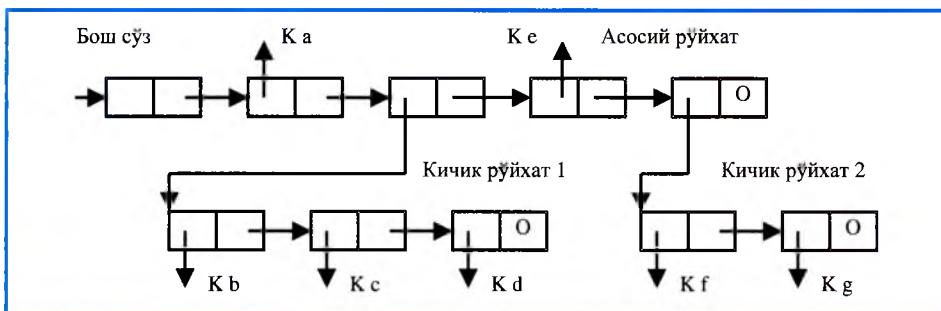 Бош сўз K a K e Асосий рўйхат
O
Кичик рўйхат 1 Кичик рўйхат 2
O O
K b K c K d K f K g